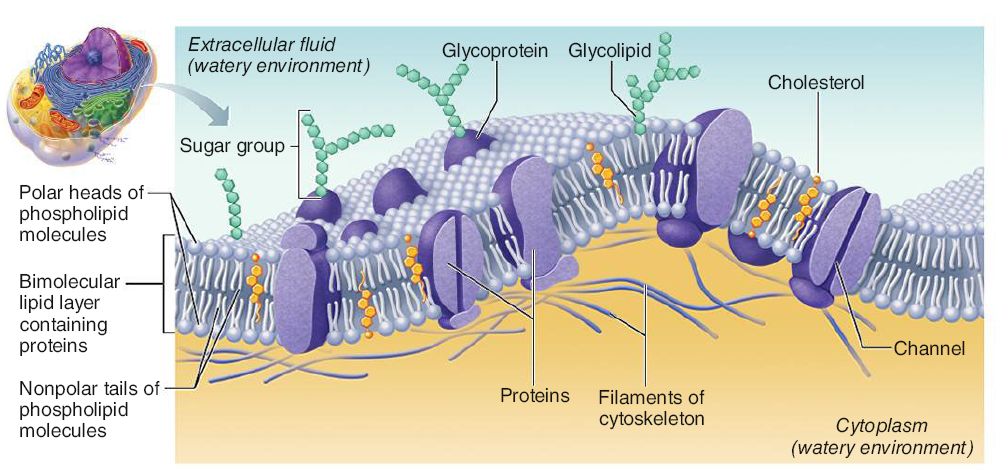 Extracellular fluid
(watery environment)
Glycoprotein
Glycolipid
Cholesterol
Sugar group
Polar heads of
phospholipid
molecules
Bimolecular
lipid layer
containing
proteins
Nonpolar tails of
phospholipid
molecules
Proteins
Filaments of
cytoskeleton
Channel
Cytoplasm
(watery environment)